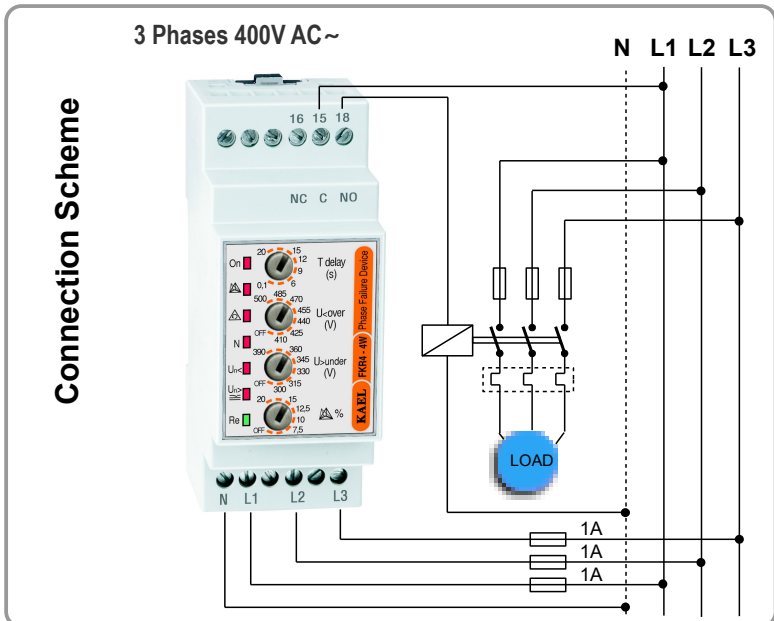 3 Phases 400V AC~
N L1 L2 L3
Connection Scheme
16 15 18
NC C NO
On
20 15 12 9 6 0,1
T delay
(s)
500 485 470 455 440 425 410 OFF
U<over
(V)
N
390 360 345 330 315 300 OFF
U>under
(V)
Un<
Un>
20 15 12,5 10 7,5 OFF
%
Re
KAEL FKR4 - 4W Phase Failure Device
LOAD
N L1 L2 L3
1A
1A
1A